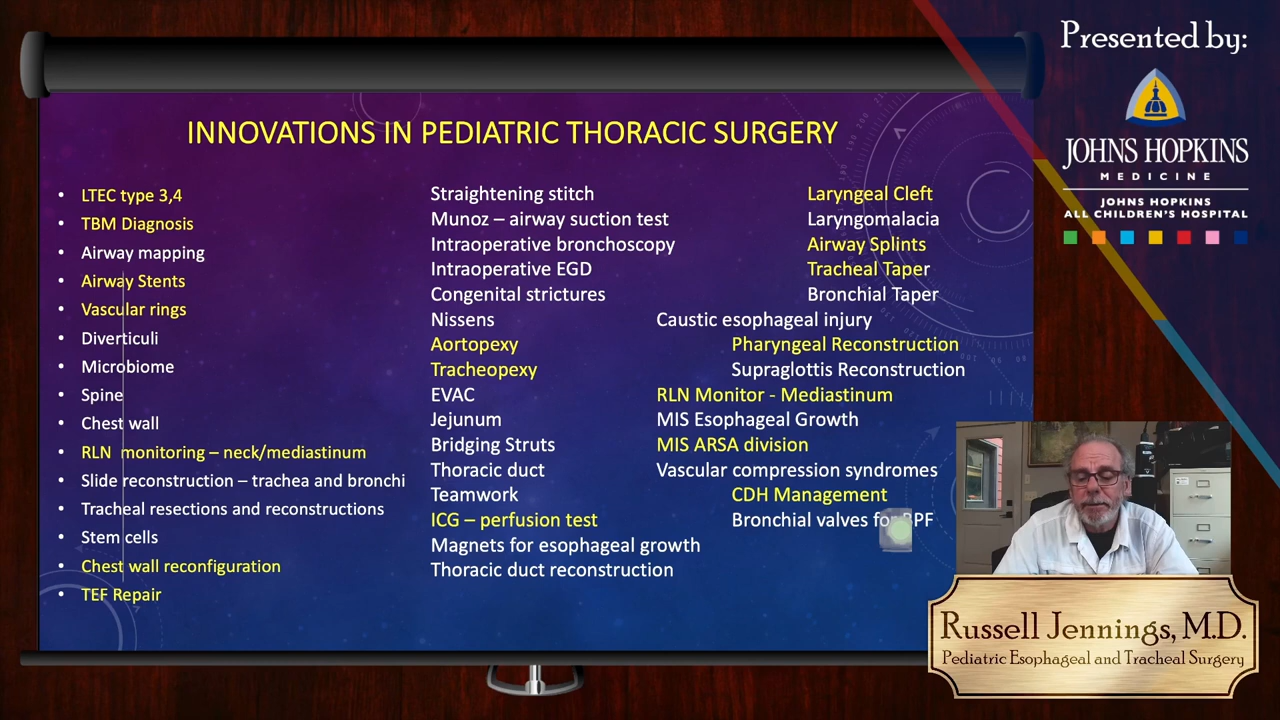 Presented by:
JOHNS HOPKINS
MEDICINE
JOHNS HOPKINS
ALL CHILDREN'S HOSPITAL
INNOVATIONS IN PEDIATRIC THORACIC SURGERY
• LTEC type 3,4
• TBM Diagnosis
• Airway mapping
• Airway Stents
• Vascular rings
• Diverticuli
• Microbiome
• Spine
• Chest wall
• RLN monitoring – neck/mediastinum
• Slide reconstruction – trachea and bronchi
• Tracheal resections and reconstructions
• Stem cells
• Chest wall reconfiguration
• TEF Repair
Straightening stitch
Munoz – airway suction test
Intraoperative bronchoscopy
Intraoperative EGD
Congenital strictures
Nissens
Aortopexy
Tracheopexy
EVAC
Jejunum
Bridging Struts
Thoracic duct
Teamwork
ICG – perfusion test
Magnets for esophageal growth
Thoracic duct reconstruction
Laryngeal Cleft
Laryngomalacia
Airway Splints
Tracheal Taper
Bronchial Taper
Caustic esophageal injury
Pharyngeal Reconstruction
Supraglottis Reconstruction
RLN Monitor - Mediastinum
MIS Esophageal Growth
MIS ARSA division
Vascular compression syndromes
CDH Management
Bronchial valves for BPF
Russell Jennings, M.D.
Pediatric Esophageal and Tracheal Surgery